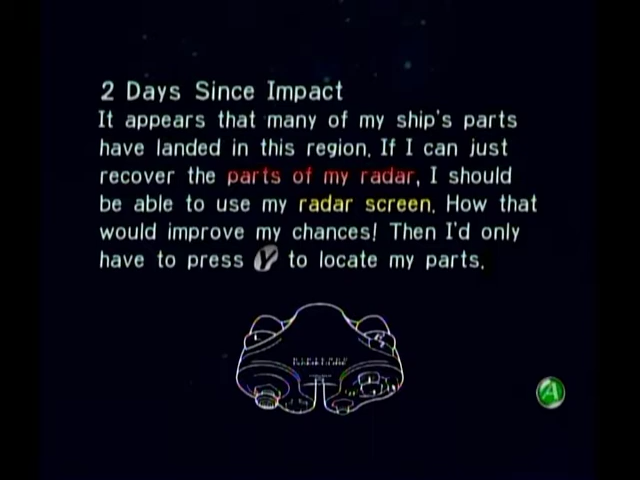 2 Days Since Impact
It appears that many of my ship's parts
have landed in this region. If I can just
recover the parts of my radar, I should
be able to use my radar screen. How that
would improve my chances! Then I'd only
have to press Y to locate my parts.
A